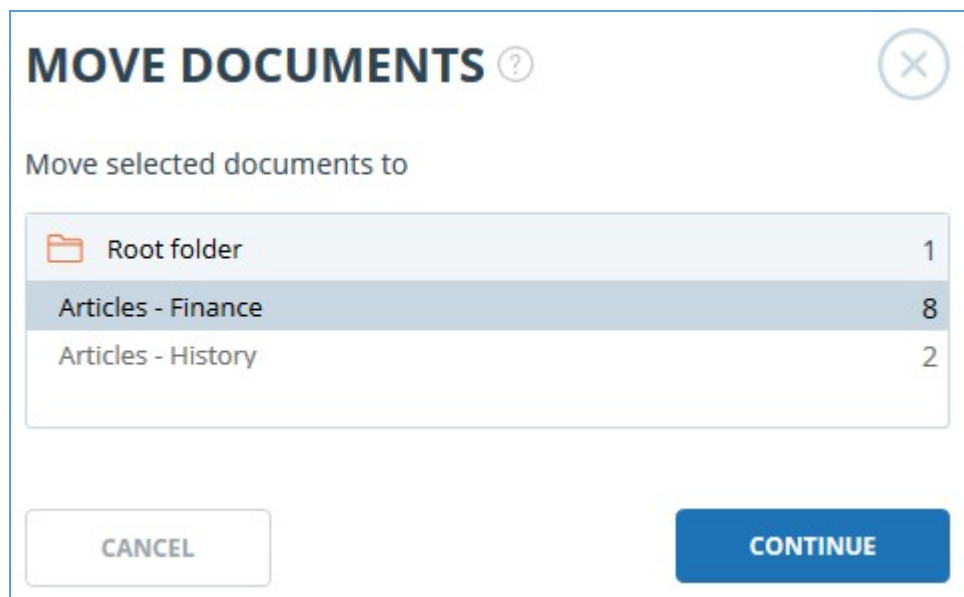 MOVE DOCUMENTS ?
Move selected documents to
Root folder 1
Articles - Finance 8
Articles - History 2
CANCEL CONTINUE